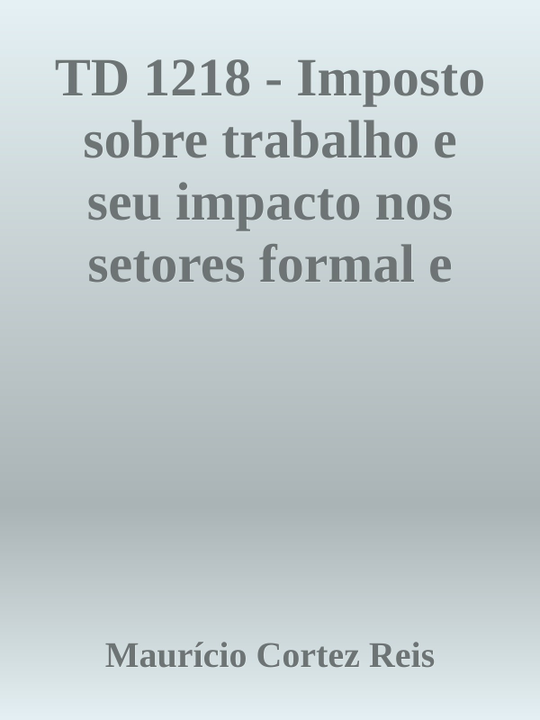 TD 1218 - Imposto
sobre trabalho e
seu impacto nos
setores formal e
Maurício Cortez Reis